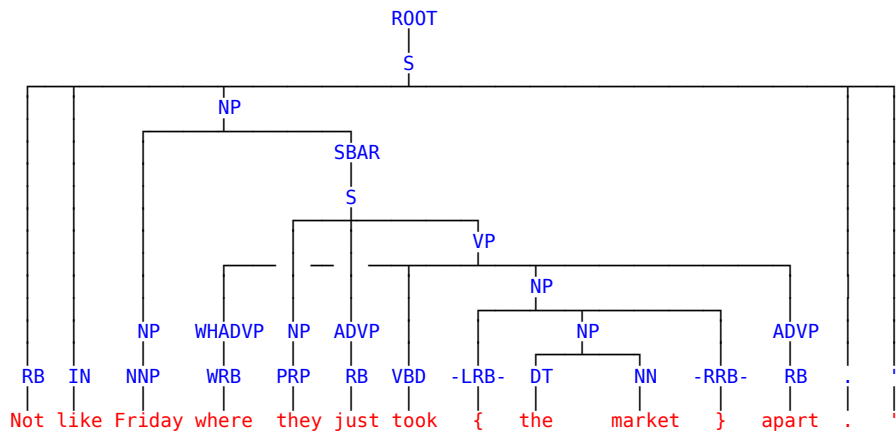 ROOT
S
NP
SBAR
S
VP
NP
NP WHADVP NP ADVP NP ADVP
RB IN NNP WRB PRP RB VBD -LRB- DT NN -RRB- RB . '
Not like Friday where they just took { the market } apart . '